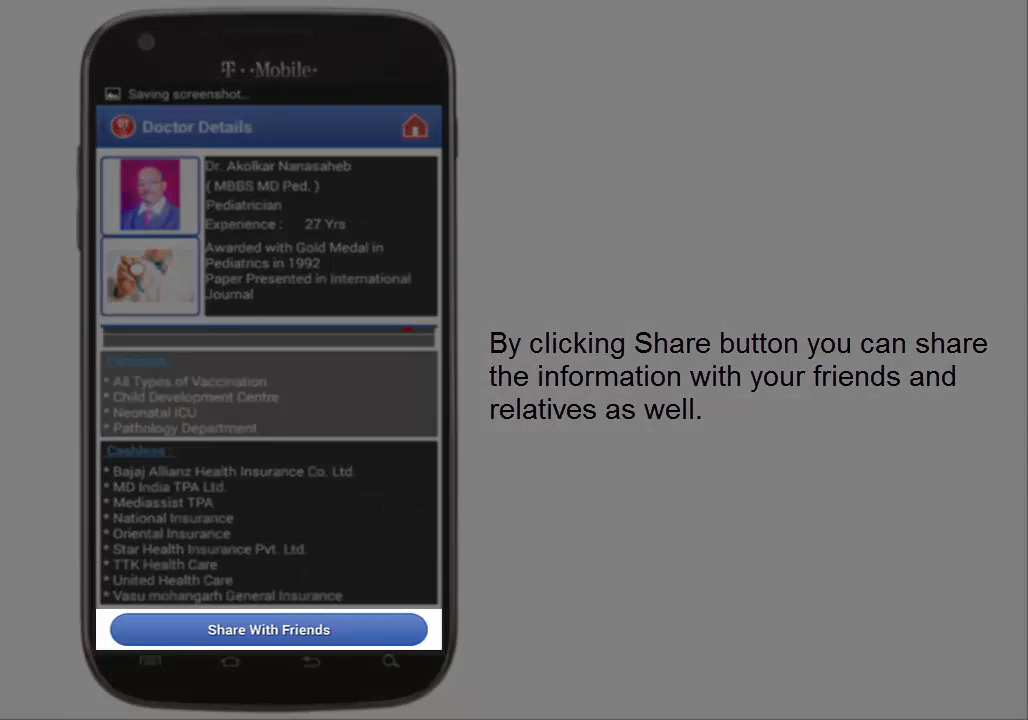 T··Mobile·
Saving screenshot...
Doctor Details
Dr. Akolkar Nanasaheb
( MBBS MD Ped. )
Pediatrician
Experience : 27 Yrs
Awarded with Gold Medal in
Pediatrics in 1992
Paper Presented in International
Journal
* All Types of Vaccination
* Child Development Centre
* Neonatal ICU
* Pathology Department
Cashless :
* Bajaj Allianz Health Insurance Co. Ltd.
* MD India TPA Ltd.
* Mediassist TPA
* National Insurance
* Oriental Insurance
* Star Health Insurance Pvt. Ltd.
* TTK Health Care
* United Health Care
* Vasu mohangarh General Insurance
Share With Friends
By clicking Share button you can share
the information with your friends and
relatives as well.